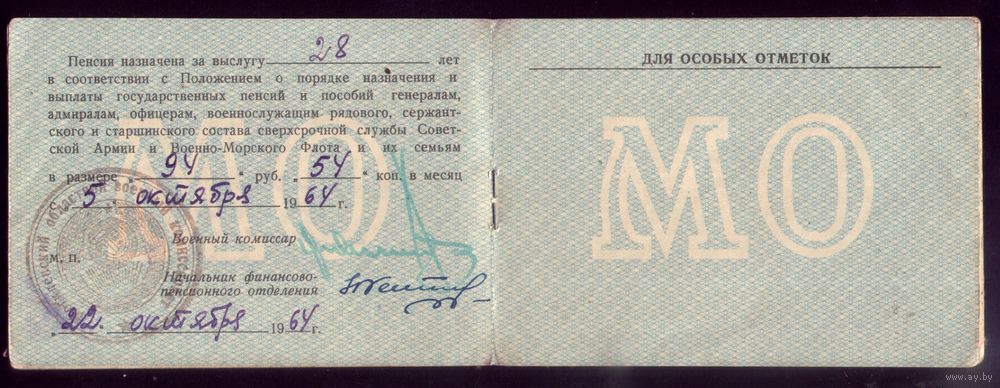 Пенсия назначена за выслугу 28 лет
в соответствии с Положением о порядке назначения и
выплаты государственных пенсий и пособий генералам,
адмиралам, офицерам, военнослужащим рядового, сержант-
ского и старшинского состава сверхсрочной службы Совет-
ской Армии и Военно-Морского Флота и их семьям
в размере „94“ руб. „54“ коп. в месяц
с „5“ октября 1964 г.
Военный комиссар
м. п.
Начальник финансово-
пенсионного отделения
„22“ октября 1964 г.
ДЛЯ ОСОБЫХ ОТМЕТОК
МО
МО
www.ay.by